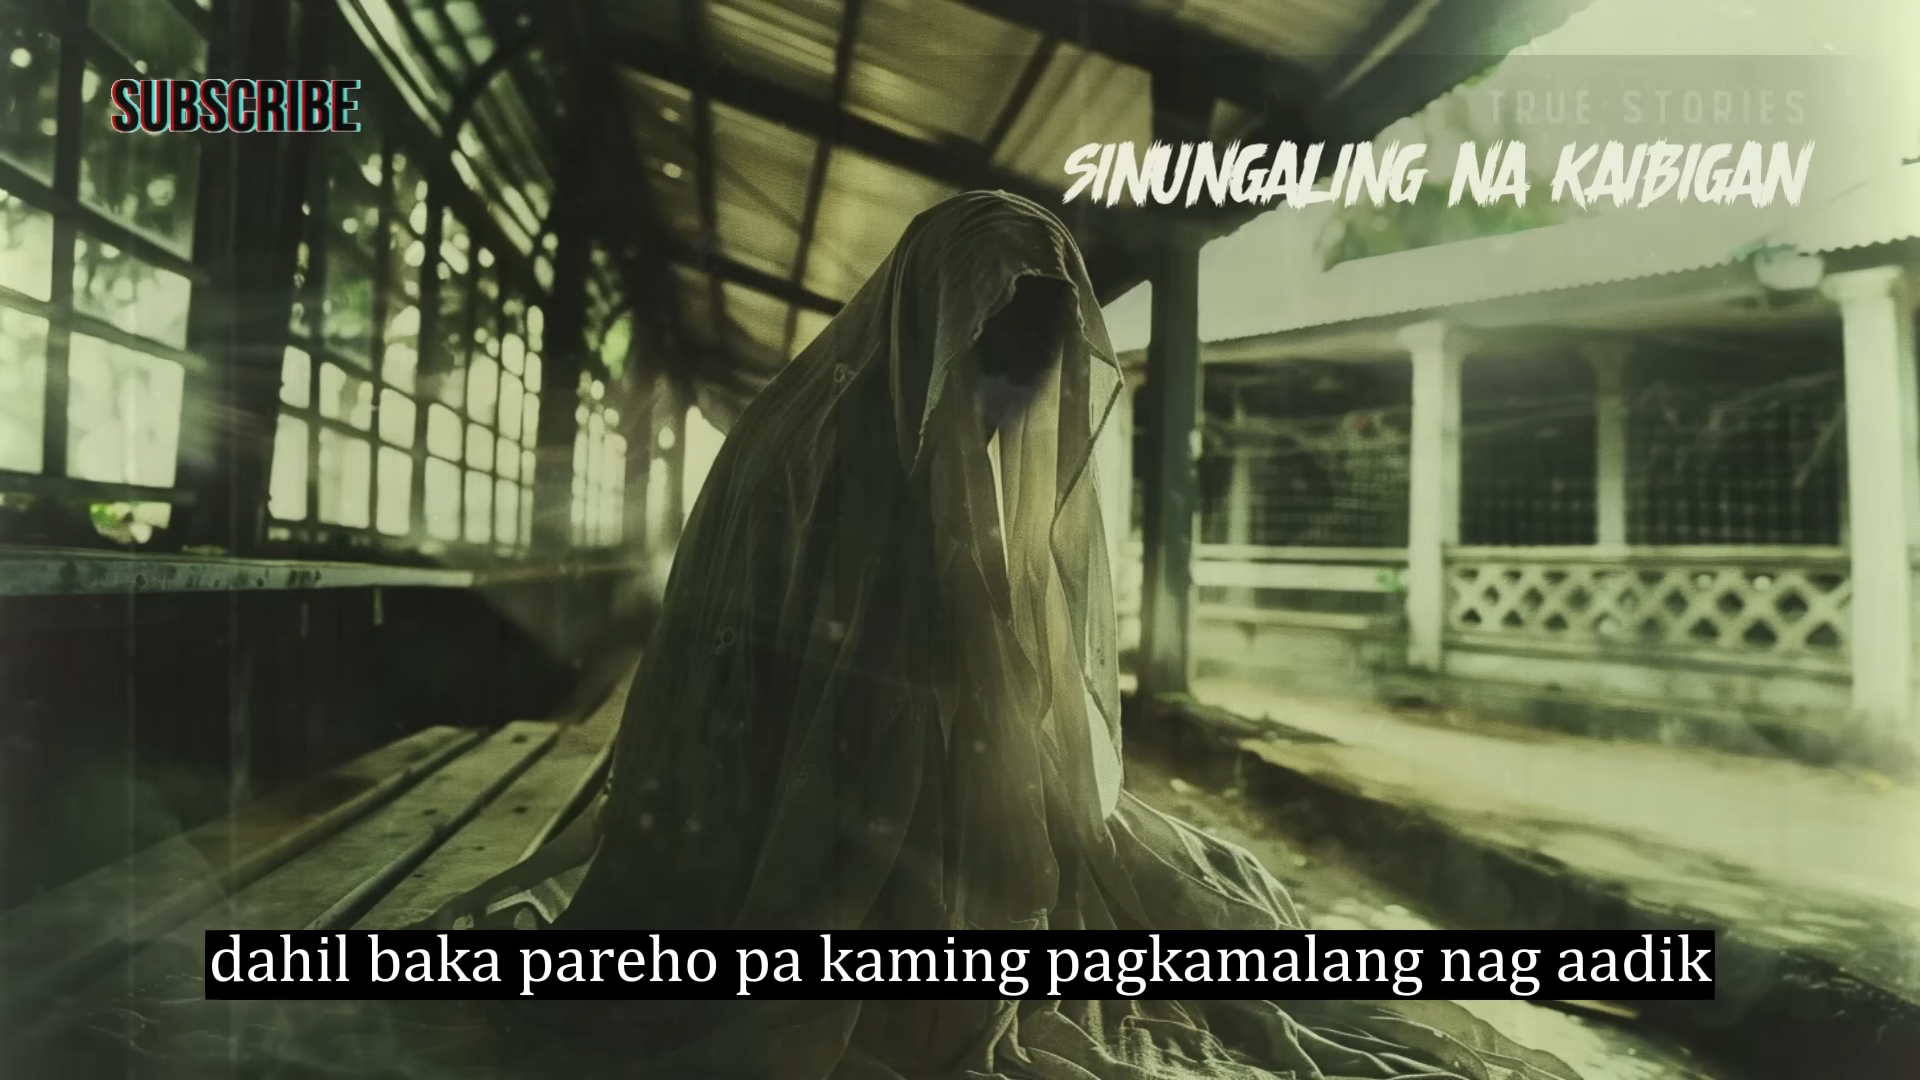 SUBSCRIBE
TRUE STORIES
SINUNGALING NA KAIBIGAN
dahil baka pareho pa kaming pagkamalang nag aadik